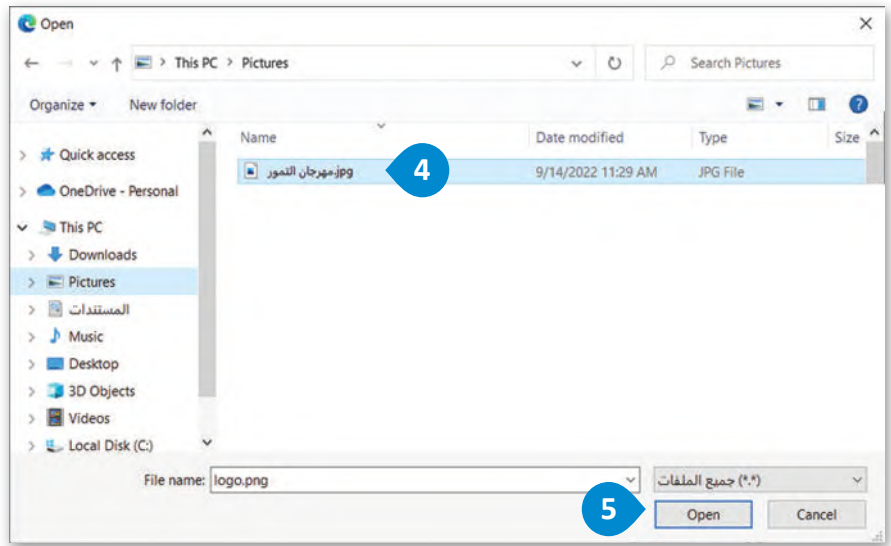 Open
This PC > Pictures
Search Pictures
Organize
New folder
Name
Date modified
Type
Size
Quick access
OneDrive - Personal
This PC
Downloads
Pictures
المستندات
Music
Desktop
3D Objects
Videos
Local Disk (C:)
مهرجان التمور.jpg
4
9/14/2022 11:29 AM
JPG File
File name:
logo.png
جميع الملفات (*.*)
5
Open
Cancel